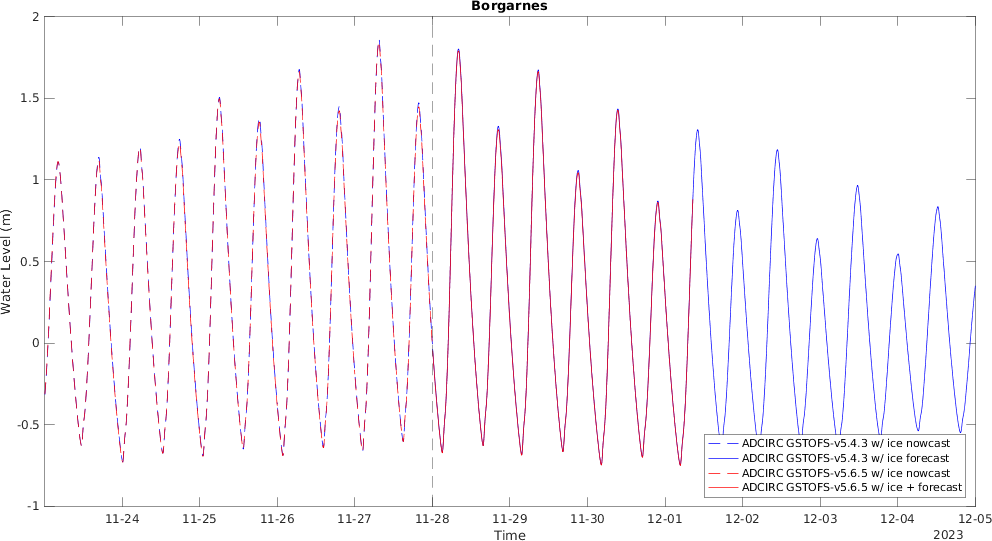 Borgarnes
Water Level (m)
2
1.5
1
0.5
0
-0.5
-1
11-24 11-25 11-26 11-27 11-28 11-29 11-30 12-01 12-02 12-03 12-04 12-05
Time
2023
ADCIRC GSTOFS-v5.4.3 w/ ice nowcast
ADCIRC GSTOFS-v5.4.3 w/ ice forecast
ADCIRC GSTOFS-v5.6.5 w/ ice nowcast
ADCIRC GSTOFS-v5.6.5 w/ ice + forecast